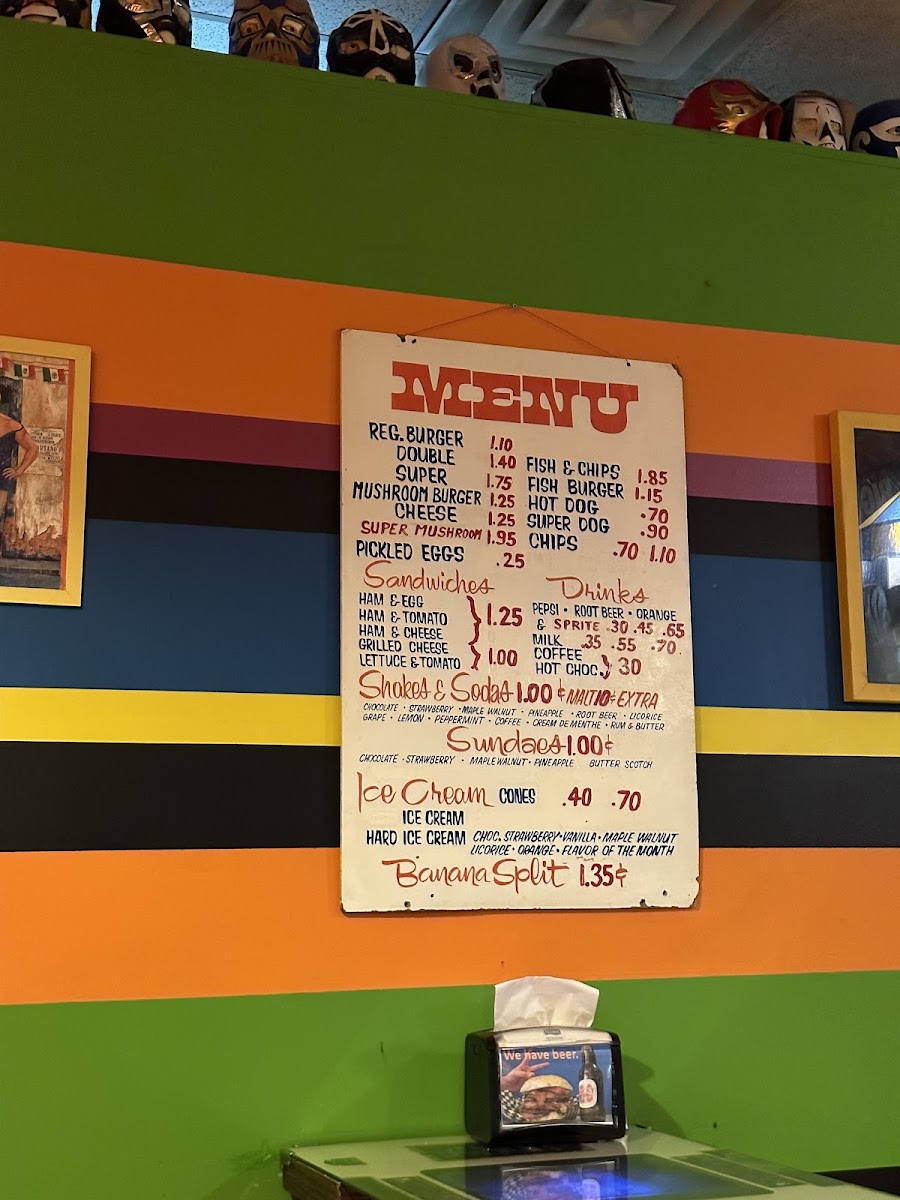 MENU
REG. BURGER 1.10
DOUBLE 1.40
SUPER 1.75
MUSHROOM BURGER 1.25
CHEESE 1.25
SUPER MUSHROOM 1.95
PICKLED EGGS .25
FISH & CHIPS 1.85
FISH BURGER 1.15
HOT DOG .70
SUPER DOG .90
CHIPS .70 1.10
Sandwiches
HAM & EGG
HAM & TOMATO
HAM & CHEESE
1.25
GRILLED CHEESE
LETTUCE & TOMATO
1.00
Drinks
PEPSI • ROOT BEER • ORANGE
& SPRITE .30 .45 .65
MILK .35 .55 .70
COFFEE
HOT CHOC. 30
Shakes & Sodas 1.00¢ MALT 10¢ EXTRA
CHOCOLATE • STRAWBERRY • MAPLE WALNUT • PINEAPPLE • ROOT BEER • LICORICE
GRAPE • LEMON • PEPPERMINT • COFFEE • CREAM DE MENTHE • RUM & BUTTER
Sundaes 1.00¢
CHOCOLATE • STRAWBERRY • MAPLE WALNUT • PINEAPPLE BUTTER SCOTCH
Ice Cream CONES .40 .70
ICE CREAM
HARD ICE CREAM CHOC. STRAWBERRY • VANILLA • MAPLE WALNUT
LICORICE • ORANGE • FLAVOR OF THE MONTH
Banana Split 1.35¢
We have beer.